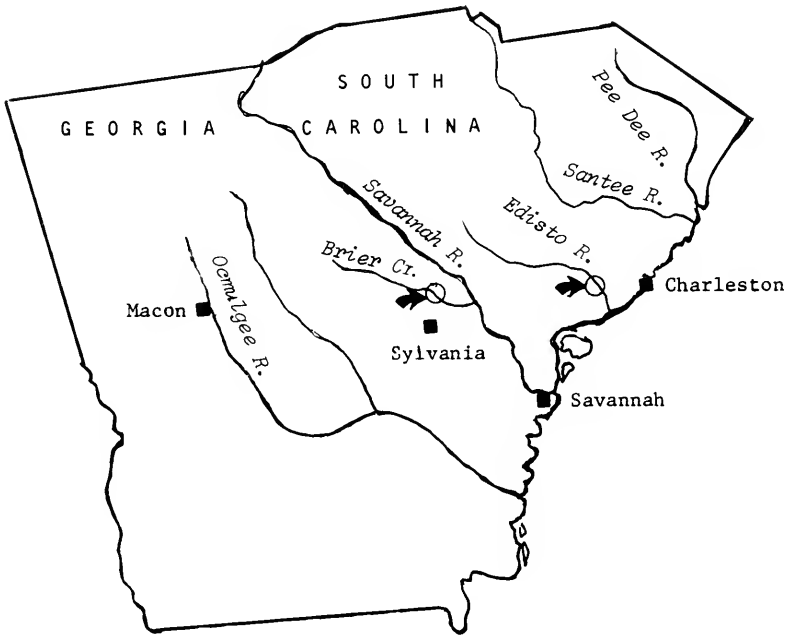 SOUTH
CAROLINA
GEORGIA
Pee Dee R.
Santee R.
Edisto R.
Savannah R.
Brier Cr.
Ocmulgee R.
Macon
Sylvania
Charleston
Savannah